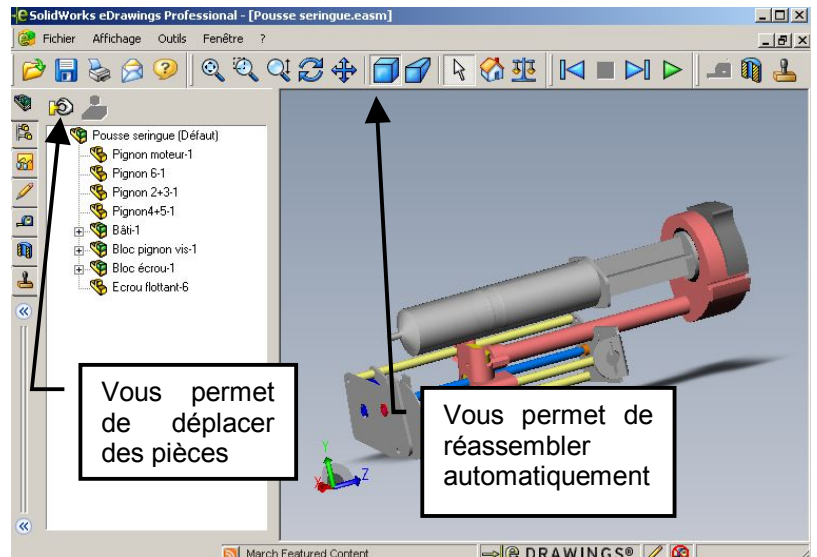 SolidWorks eDrawings Professional - [Pousse seringue.easm]
Fichier Affichage Outils Fenêtre ?
Pousse seringue (Défaut)
Pignon moteur-1
Pignon 6-1
Pignon 2+3-1
Pignon4+5-1
Bâti-1
Bloc pignon vis-1
Bloc écrou-1
Ecrou flottant-6
Vous permet
de déplacer
des pièces
Vous permet de
réassembler
automatiquement
Y
X
Z
March Featured Content
e DRAWINGS®